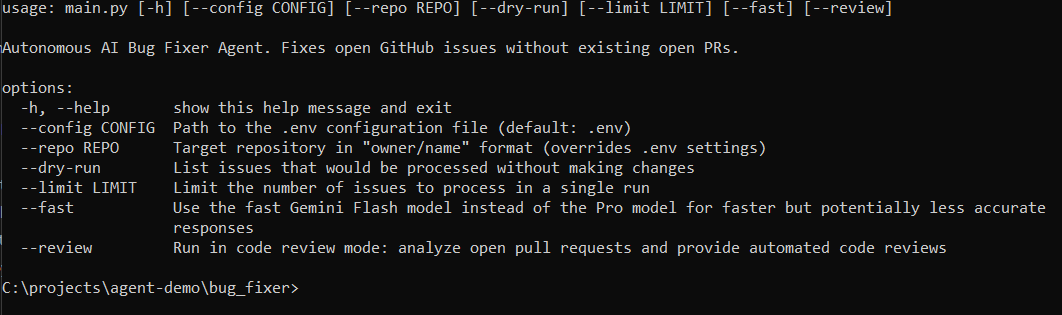 usage: main.py [-h] [--config CONFIG] [--repo REPO] [--dry-run] [--limit LIMIT] [--fast] [--review]
Autonomous AI Bug Fixer Agent. Fixes open GitHub issues without existing open PRs.
options:
-h, --help show this help message and exit
--config CONFIG Path to the .env configuration file (default: .env)
--repo REPO Target repository in "owner/name" format (overrides .env settings)
--dry-run List issues that would be processed without making changes
--limit LIMIT Limit the number of issues to process in a single run
--fast Use the fast Gemini Flash model instead of the Pro model for faster but potentially less accurate
responses
--review Run in code review mode: analyze open pull requests and provide automated code reviews
C:\projects\agent-demo\bug_fixer>